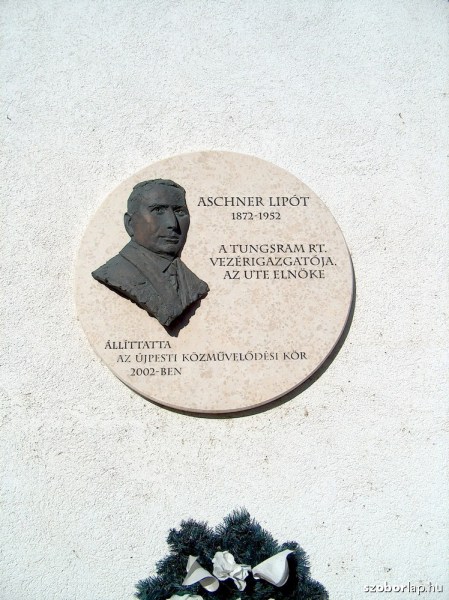 ASCHNER LIPÓT
1872-1952
A TUNGSRAM RT.
VEZÉRIGAZGATÓJA,
AZ UTE ELNÖKE
ÁLLÍTTATTA
AZ ÚJPESTI KÖZMŰVELŐDÉSI KÖR
2002-BEN
szoborlap.hu